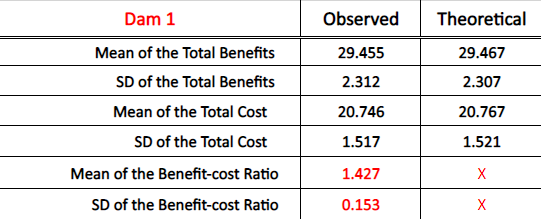 Dam 1 Observed Theoretical
Mean of the Total Benefits 29.455 29.467
SD of the Total Benefits 2.312 2.307
Mean of the Total Cost 20.746 20.767
SD of the Total Cost 1.517 1.521
Mean of the Benefit-cost Ratio 1.427 X
SD of the Benefit-cost Ratio 0.153 X